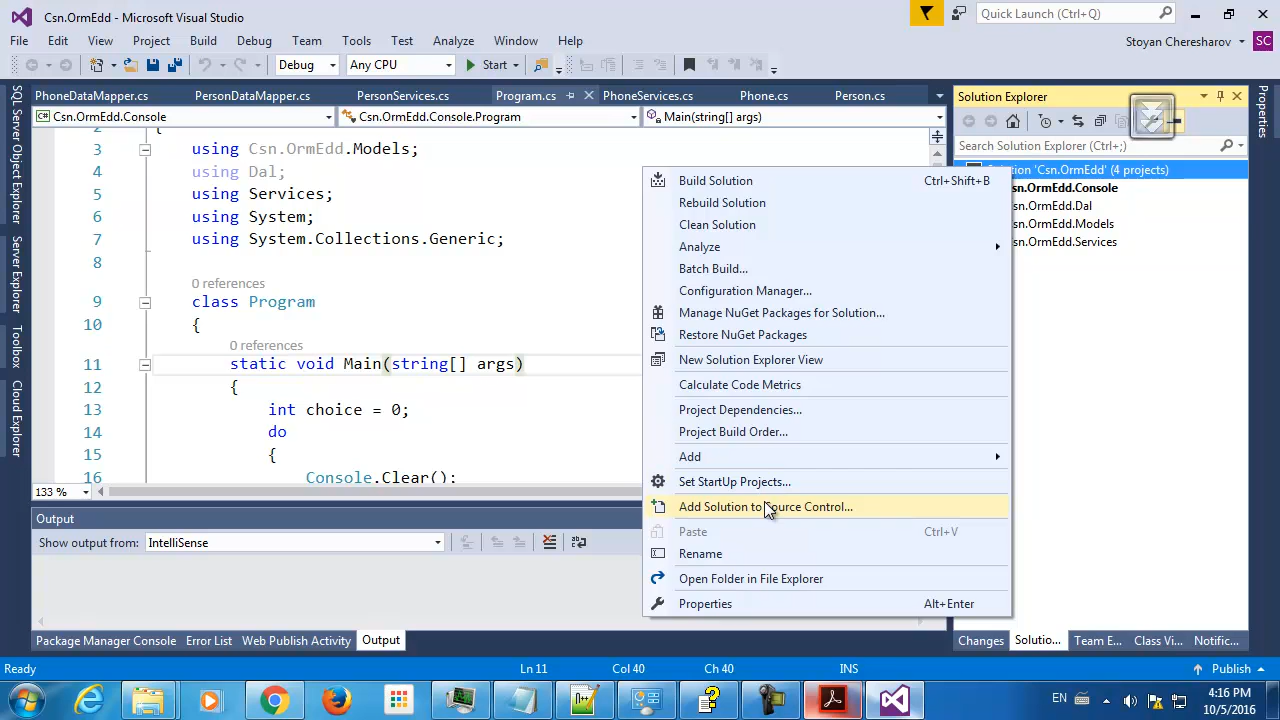 Csn.OrmEdd - Microsoft Visual Studio
Quick Launch (Ctrl+Q)
File Edit View Project Build Debug Team Tools Test Analyze Window Help
Stoyan Cheresharov SC
Debug Any CPU Start
PhoneDataMapper.cs PersonDataMapper.cs PersonServices.cs Program.cs PhoneServices.cs Phone.cs Person.cs
Csn.OrmEdd.Console Csn.OrmEdd.Console.Program Main(string[] args)
2 {
3 using Csn.OrmEdd.Models;
4 using Dal;
5 using Services;
6 using System;
7 using System.Collections.Generic;
8
0 references
9 class Program
10 {
0 references
11 static void Main(string[] args)
12 {
13 int choice = 0;
14 do
15 {
16 Console.Clear();
133 %
SQL Server Object Explorer
Server Explorer
Toolbox
Cloud Explorer
Build Solution Ctrl+Shift+B
Rebuild Solution
Clean Solution
Analyze
Batch Build...
Configuration Manager...
Manage NuGet Packages for Solution...
Restore NuGet Packages
New Solution Explorer View
Calculate Code Metrics
Project Dependencies...
Project Build Order...
Add
Set StartUp Projects...
Add Solution to Source Control...
Paste Ctrl+V
Rename
Open Folder in File Explorer
Properties Alt+Enter
Solution Explorer
Search Solution Explorer (Ctrl+;)
Solution 'Csn.OrmEdd' (4 projects)
sn.OrmEdd.Console
sn.OrmEdd.Dal
sn.OrmEdd.Models
sn.OrmEdd.Services
Properties
Output
Show output from: IntelliSense
Package Manager Console Error List Web Publish Activity Output
Changes Solutio... Team E... Class Vi... Notific...
Ready Ln 11 Col 40 Ch 40 INS Publish
EN 4:16 PM
10/5/2016